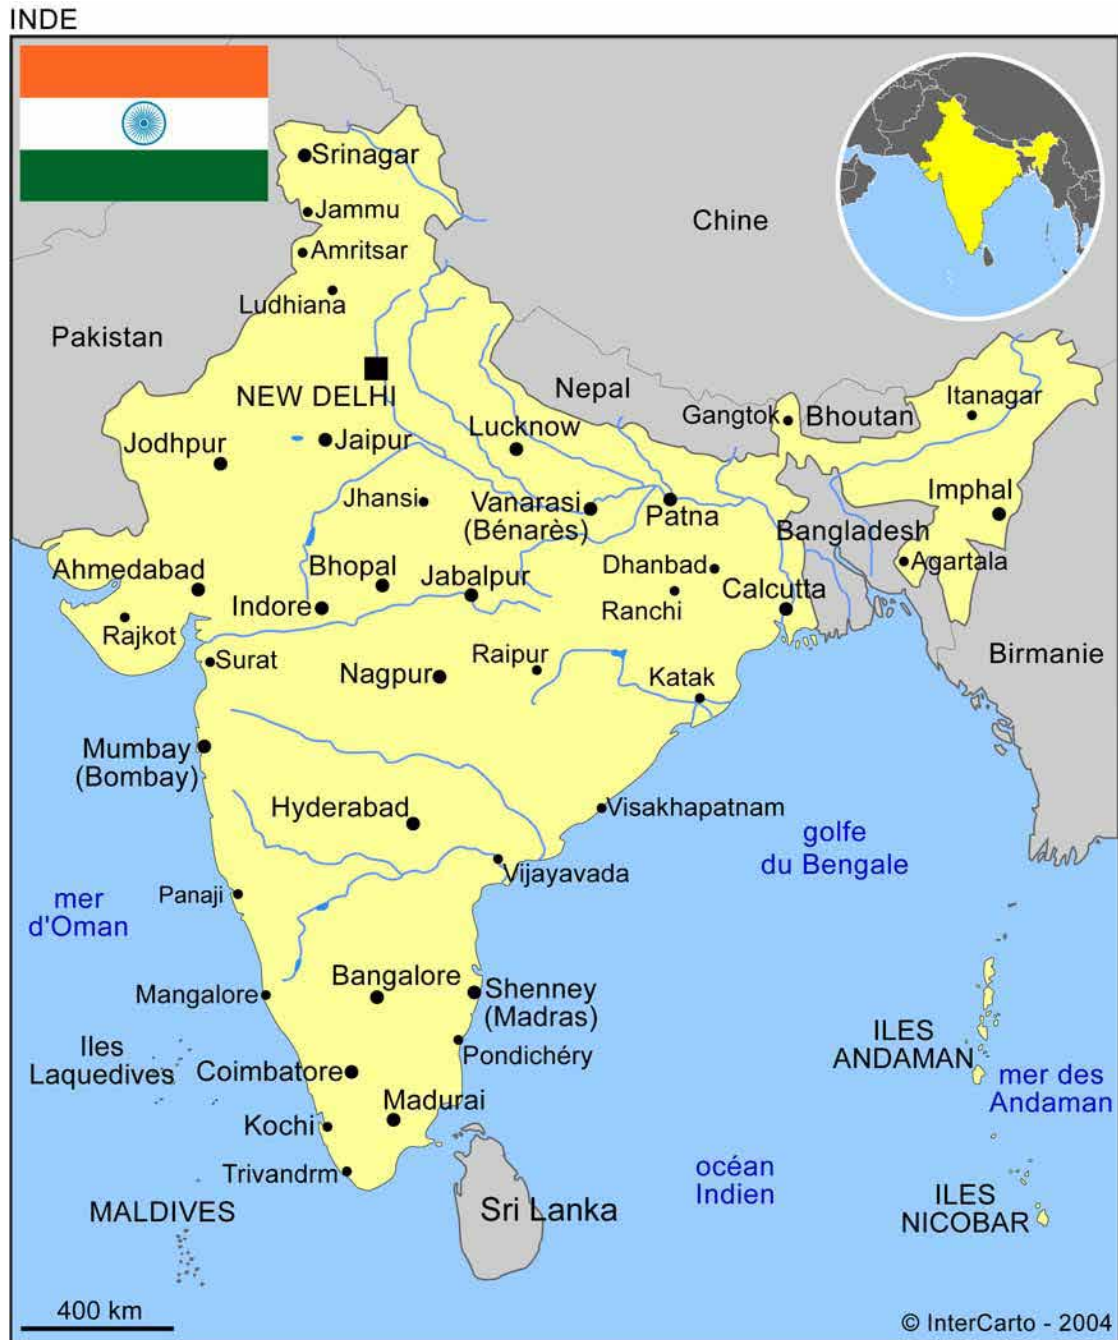 INDE
Srinagar
Jammu
Amritsar
Ludhiana
Chine
Pakistan
NEW DELHI
Nepal
Gangtok
Bhoutan
Itanagar
Jodhpur
Jaipur
Lucknow
Jhansi
Vanarasi
(Bénarès)
Patna
Imphal
Bangladesh
Ahmedabad
Bhopal
Jabalpur
Dhanbad
Agartala
Indore
Ranchi
Calcutta
Rajkot
Surat
Nagpur
Raipur
Katak
Birmanie
Mumbay
(Bombay)
Hyderabad
Visakhapatnam
golfe
du Bengale
Vijayavada
Panaji
mer
d'Oman
Bangalore
Mangalore
Shenney
(Madras)
Iles
Laquedives
Pondichéry
ILES
ANDAMAN
Coimbatore
mer des
Andaman
Madurai
Kochi
Trivandrm
océan
Indien
MALDIVES
Sri Lanka
ILES
NICOBAR
400 km
© InterCarto - 2004